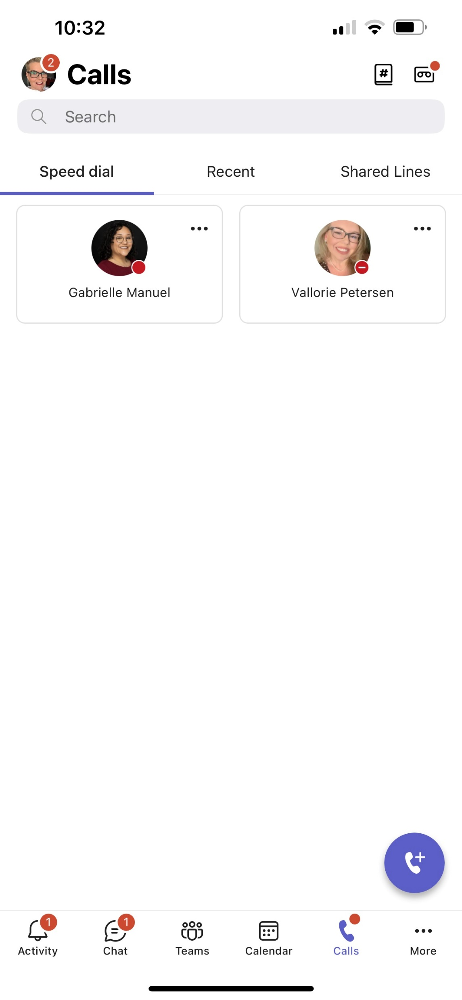 10:32
2
Calls
#
Search
Speed dial
Recent
Shared Lines
Gabrielle Manuel
Vallorie Petersen
1
1
Activity
Chat
Teams
Calendar
Calls
More